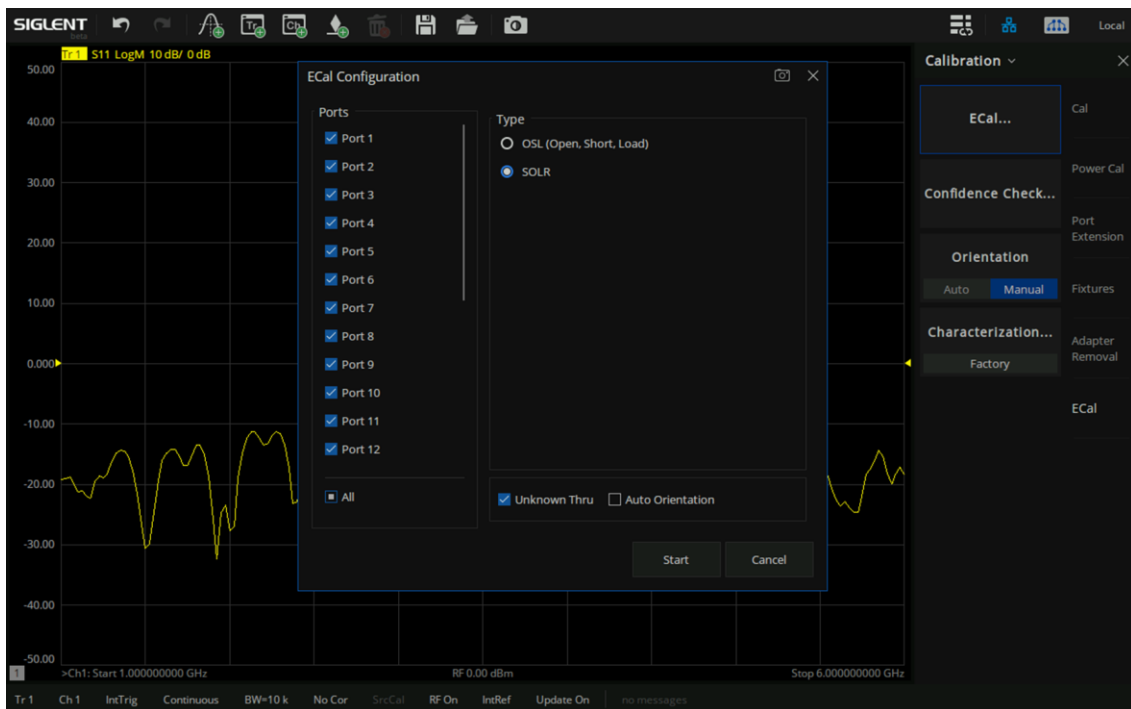 SIGLENT
beta
Tr
Ch
Local
Tr 1 S11 LogM 10 dB/ 0 dB
50.00
40.00
30.00
20.00
10.00
0.000
-10.00
-20.00
-30.00
-40.00
-50.00
ECal Configuration
Ports
Port 1
Port 2
Port 3
Port 4
Port 5
Port 6
Port 7
Port 8
Port 9
Port 10
Port 11
Port 12
All
Type
OSL (Open, Short, Load)
SOLR
Unknown Thru Auto Orientation
Start Cancel
Calibration
ECal...
Confidence Check...
Orientation
Auto Manual
Characterization...
Factory
Cal
Power Cal
Port
Extension
Fixtures
Adapter
Removal
ECal
1 >Ch1: Start 1.000000000 GHz RF 0.00 dBm Stop 6.000000000 GHz
Tr 1 Ch 1 IntTrig Continuous BW=10 k No Cor SrcCal RF On IntRef Update On no messages